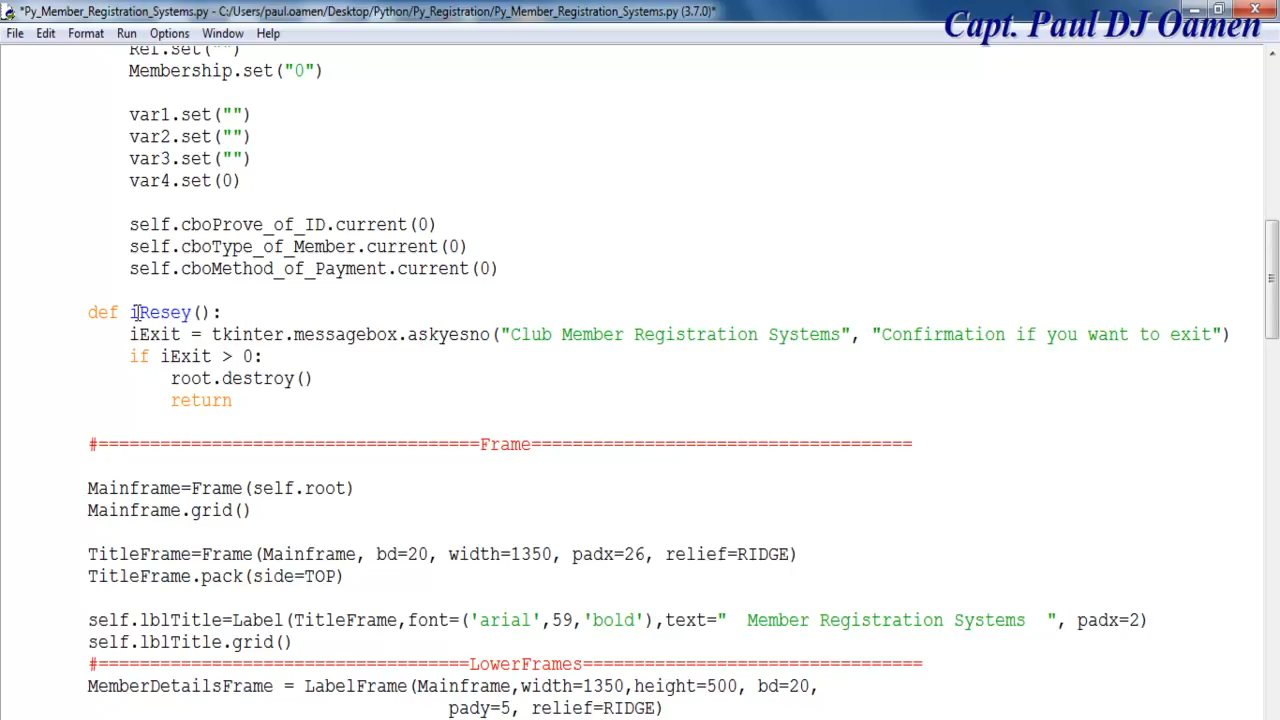 *Py_Member_Registration_Systems.py - C:/Users/paul.oamen/Desktop/Python/Py_Registration/Py_Member_Registration_Systems.py (3.7.0)*
Capt. Paul DJ Oamen
File Edit Format Run Options Window Help
Ref.set("")
Membership.set("0")
var1.set("")
var2.set("")
var3.set("")
var4.set(0)
self.cboProve_of_ID.current(0)
self.cboType_of_Member.current(0)
self.cboMethod_of_Payment.current(0)
def iResey():
iExit = tkinter.messagebox.askyesno("Club Member Registration Systems", "Confirmation if you want to exit")
if iExit > 0:
root.destroy()
return
#=====================================Frame=====================================
Mainframe=Frame(self.root)
Mainframe.grid()
TitleFrame=Frame(Mainframe, bd=20, width=1350, padx=26, relief=RIDGE)
TitleFrame.pack(side=TOP)
self.lblTitle=Label(TitleFrame,font=('arial',59,'bold'),text="  Member Registration Systems  ", padx=2)
self.lblTitle.grid()
#====================================LowerFrames=================================
MemberDetailsFrame = LabelFrame(Mainframe,width=1350,height=500, bd=20,
pady=5, relief=RIDGE)